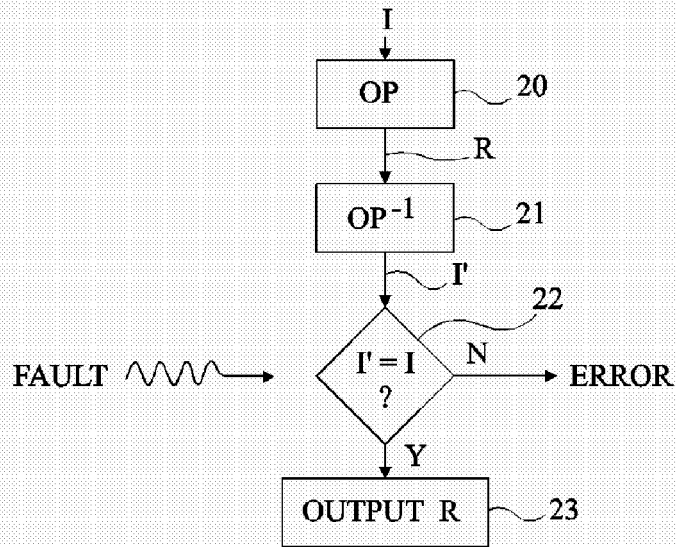 I
OP
20
R
OP⁻¹
21
I'
22
FAULT
I' = I
?
N
ERROR
Y
OUTPUT R
23